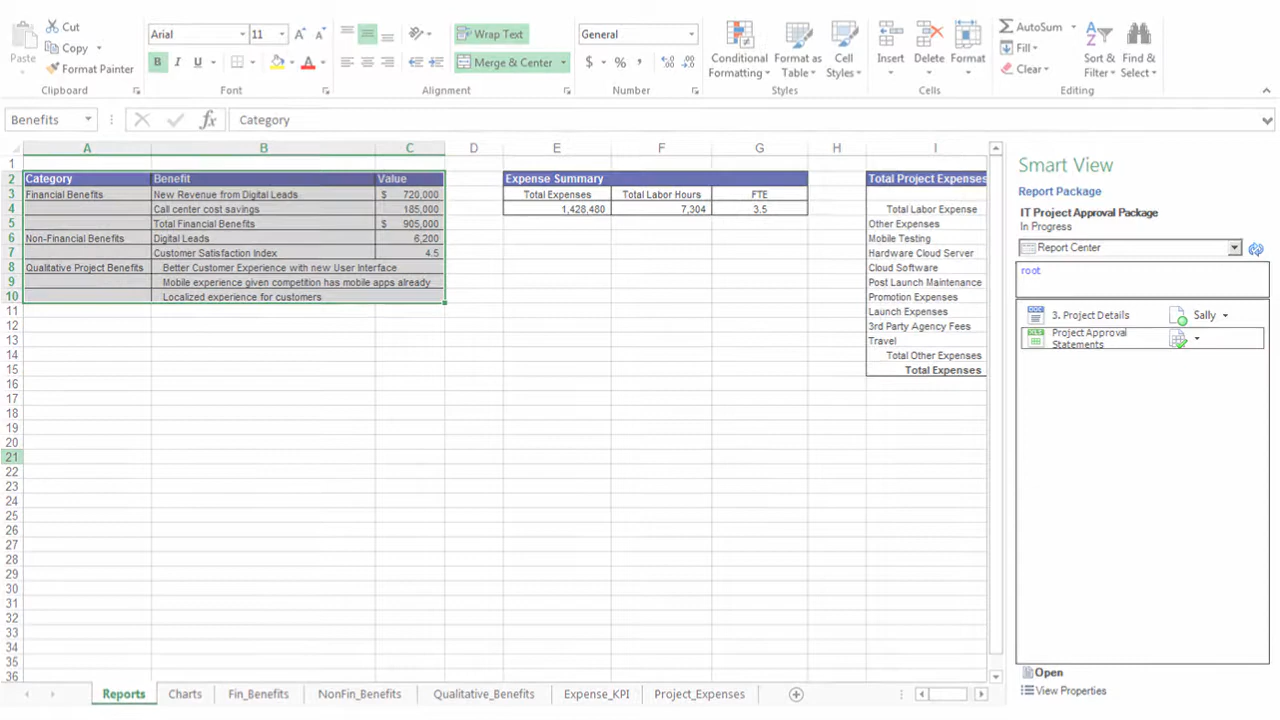 Cut
Copy
Paste
Format Painter
Clipboard
Arial
11
B I U
A A
A
Font
Wrap Text
Merge & Center
Alignment
General
$ % ,
Number
Conditional Formatting
Format as Table
Cell Styles
Styles
Insert
Delete
Format
Cells
AutoSum
Fill
Clear
Sort & Filter
Find & Select
Editing
Benefits
fx
Category
A B C D E F G H I
1
2 Category Benefit Value Expense Summary Total Project Expenses
3 Financial Benefits New Revenue from Digital Leads $ 720,000 Total Expenses Total Labor Hours FTE
4 Call center cost savings 185,000 1,428,480 7,304 3.5 Total Labor Expense
5 Total Financial Benefits $ 905,000 Other Expenses
6 Non-Financial Benefits Digital Leads 6,200 Mobile Testing
7 Customer Satisfaction Index 4.5 Hardware Cloud Server
8 Qualitative Project Benefits Better Customer Experience with new User Interface Cloud Software
9 Mobile experience given competition has mobile apps already Post Launch Maintenance
10 Localized experience for customers Promotion Expenses
11 Launch Expenses
12 3rd Party Agency Fees
13 Travel
14 Total Other Expenses
15 Total Expenses
16
17
18
19
20
21
22
23
24
25
26
27
28
29
30
31
32
33
34
35
36
Reports Charts Fin_Benefits NonFin_Benefits Qualitative_Benefits Expense_KPI Project_Expenses
Smart View
Report Package
IT Project Approval Package
In Progress
Report Center
root
DOC 3. Project Details Sally
XLS Project Approval
Statements
Open
View Properties